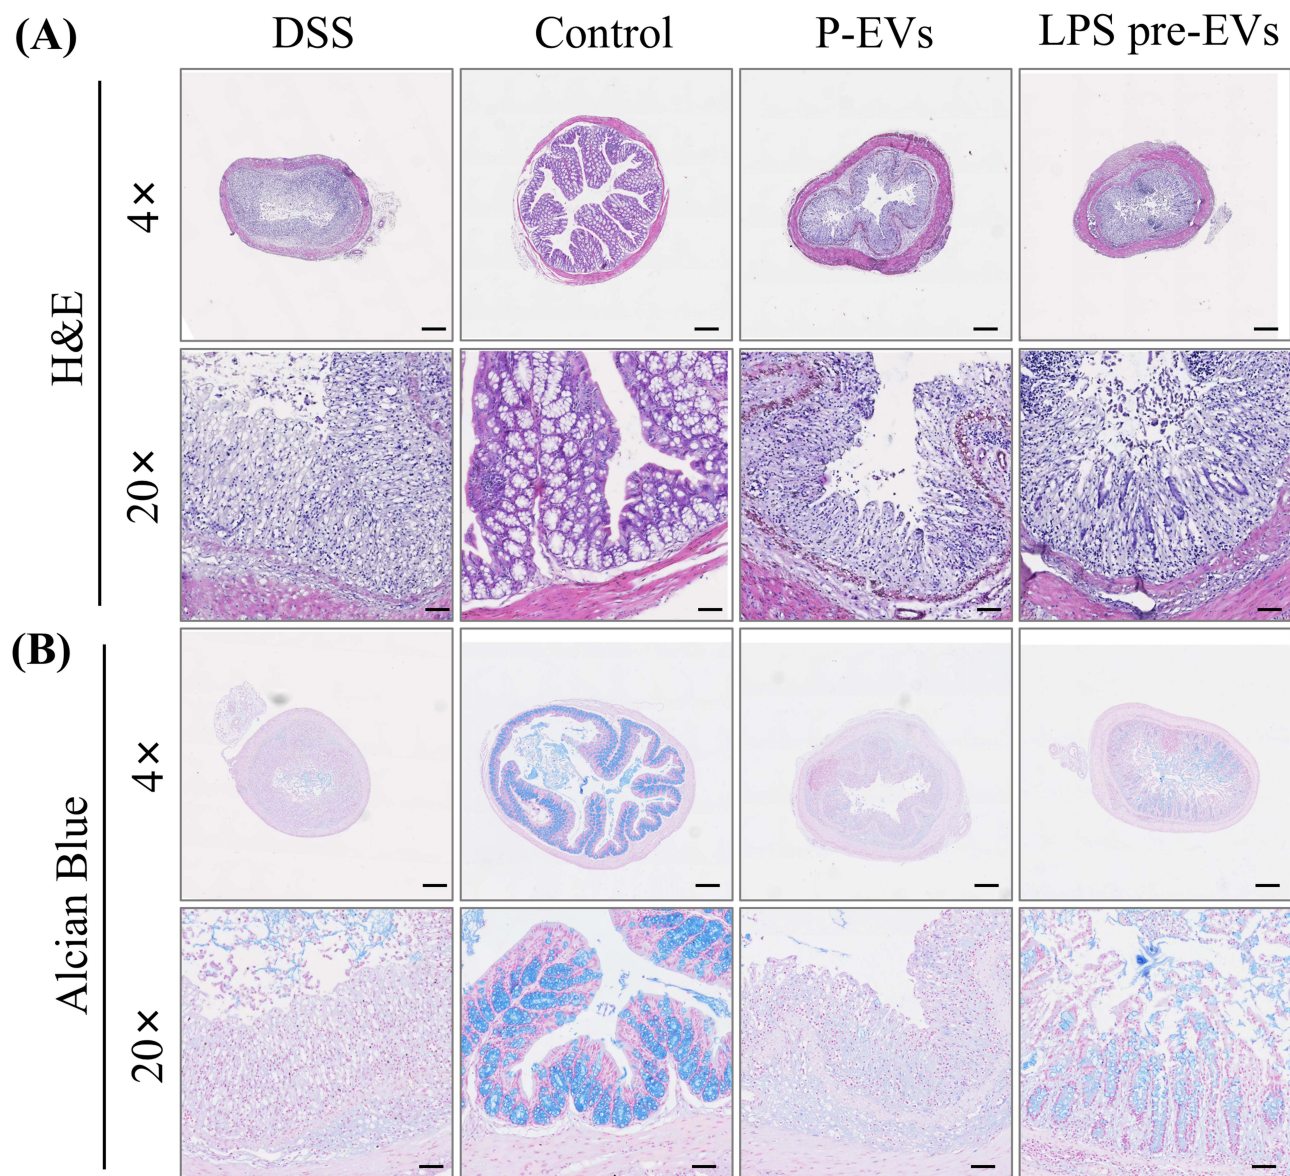 (A) DSS Control P-EVs LPS pre-EVs
H&E
4×
20×
(B)
Alcian Blue
4×
20×